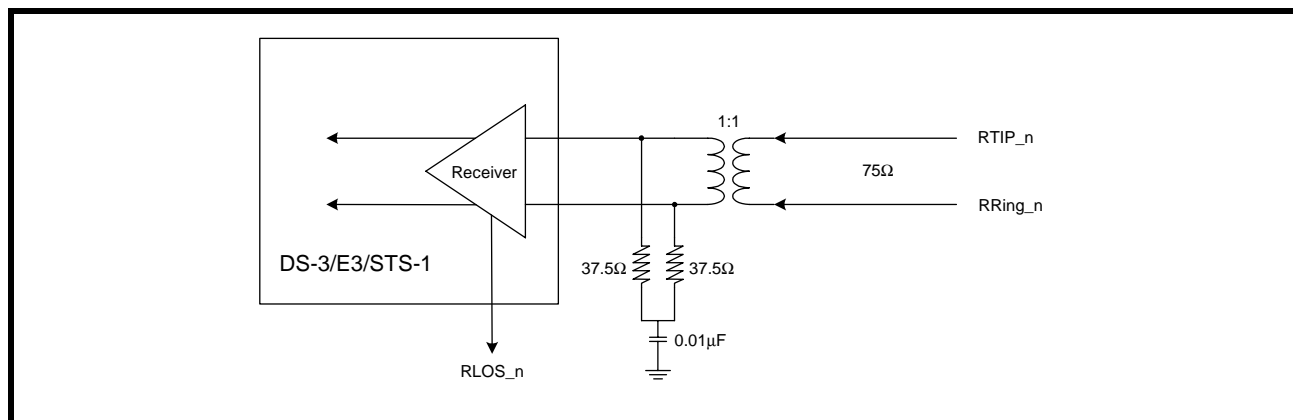 1:1
RTIP_n
Receiver
75Ω
RRing_n
DS-3/E3/STS-1
37.5Ω
37.5Ω
0.01µF
RLOS_n